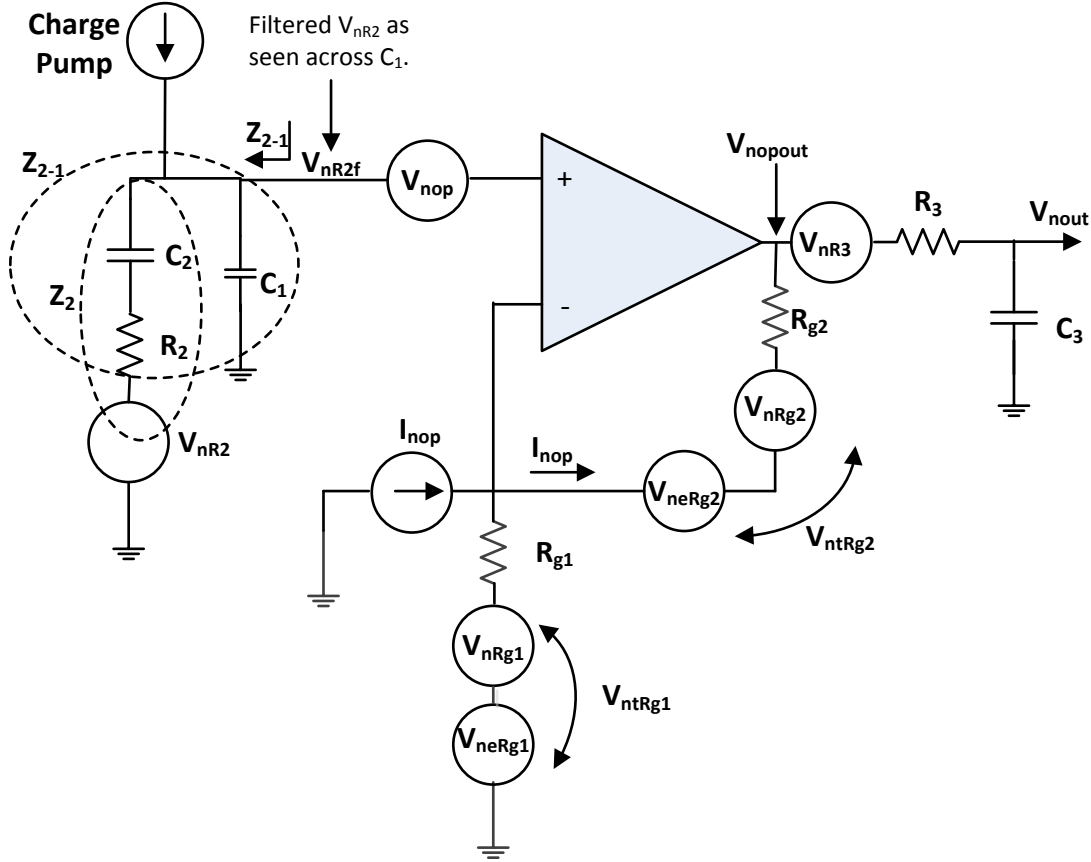 Charge
Pump
Filtered VnR2 as
seen across C1.
Z2-1
Z2-1
VnR2f
Vnop
+
Vnopout
R3
Vnout
VnR3
C2
C1
Z2
R2
-
Rg2
C3
VnR2
VnRg2
Inop
Inop
VneRg2
VntRg2
Rg1
VnRg1
VntRg1
VneRg1